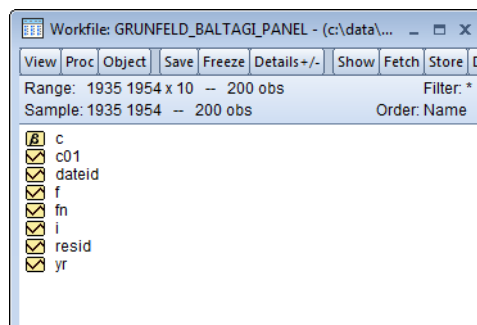 Workfile: GRUNFELD_BALTAGI_PANEL - (c:\data\...
View Proc Object Save Freeze Details+/- Show Fetch Store D
Range: 1935 1954 x 10 -- 200 obs Filter: *
Sample: 1935 1954 -- 200 obs Order: Name
β c
c01
dateid
f
fn
i
resid
yr